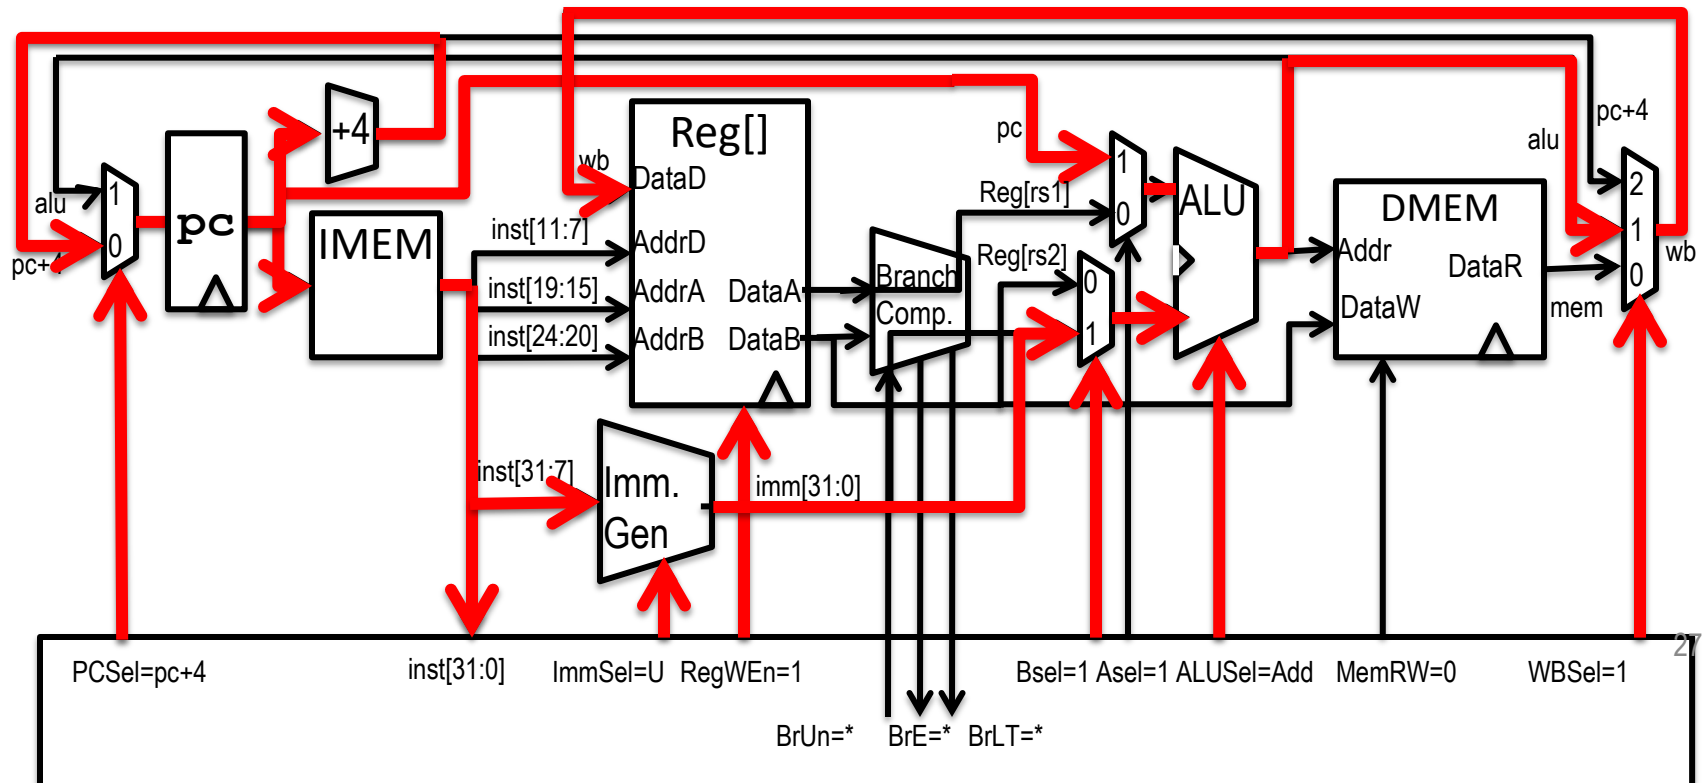 pc+4
alu
pc
wb
+4
Reg[]
DataD
1
alu
0
pc+4
pc
IMEM
inst[11:7]
AddrD
inst[19:15]
AddrA
DataA
inst[24:20]
AddrB
DataB
Branch
Comp.
Reg[rs1]
Reg[rs2]
1
0
0
1
ALU
DMEM
Addr
DataR
DataW
mem
2
1
0
wb
inst[31:7]
Imm.
Gen
imm[31:0]
27
PCSel=pc+4
inst[31:0]
ImmSel=U
RegWEn=1
Bsel=1
Asel=1
ALUSel=Add
MemRW=0
WBSel=1
BrUn=*
BrE=*
BrLT=*